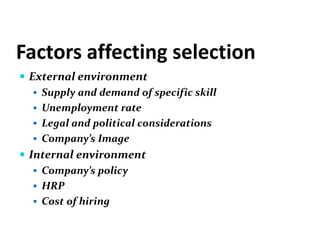 Factors affecting selection
External environment
Supply and demand of specific skill
Unemployment rate
Legal and political considerations
Company's Image
Internal environment
Company's policy
HRP
Cost of hiring